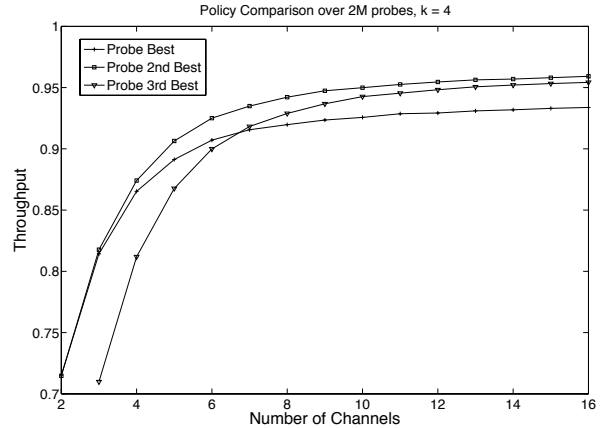 Policy Comparison over 2M probes, k = 4
1
0.95
0.9
0.85
0.8
0.75
0.7
Throughput
Probe Best
Probe 2nd Best
Probe 3rd Best
2 4 6 8 10 12 14 16
Number of Channels